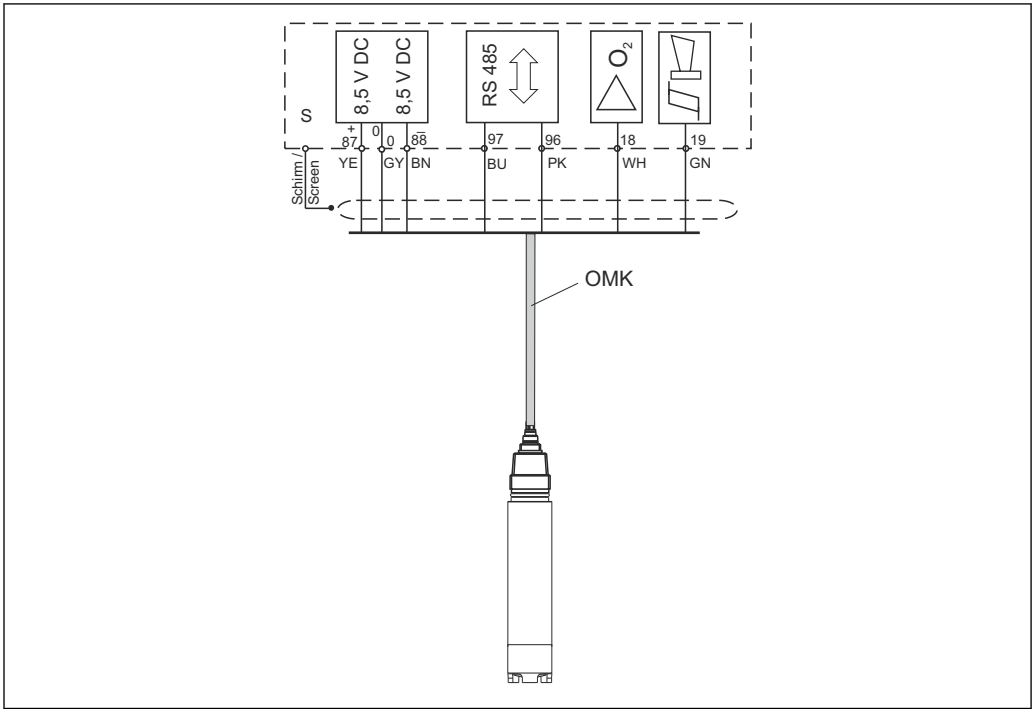 8,5 V DC
8,5 V DC
RS 485
O₂
S
+
87
0
0
–
88
97
96
18
19
YE
GY
BN
BU
PK
WH
GN
Schirm /
Screen
OMK